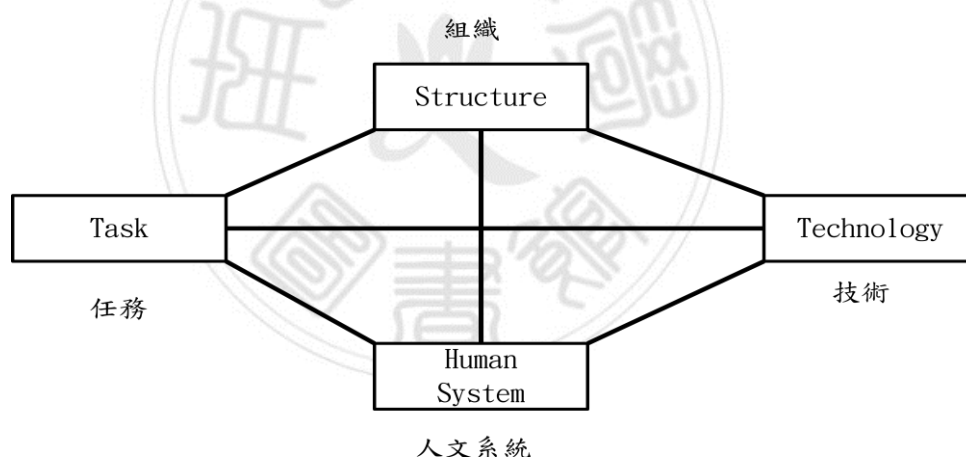 組織
Structure
Task
Technology
任務
技術
Human
System
人文系統